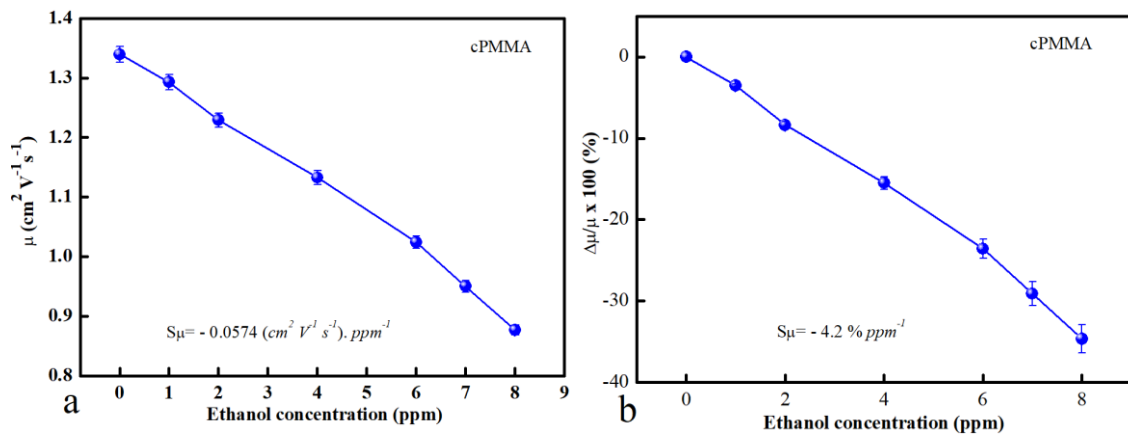 1.4
1.3
1.2
1.1
1.0
0.9
0.8
μ (cm² V⁻¹s⁻¹)
cPMMA
Sμ= - 0.0574 (cm² V⁻¹ s⁻¹). ppm⁻¹
0 1 2 3 4 5 6 7 8 9
Ethanol concentration (ppm)
a
0
-10
-20
-30
-40
Δμ/μ x 100 (%)
cPMMA
Sμ= - 4.2 % ppm⁻¹
0 2 4 6 8
Ethanol concentration (ppm)
b